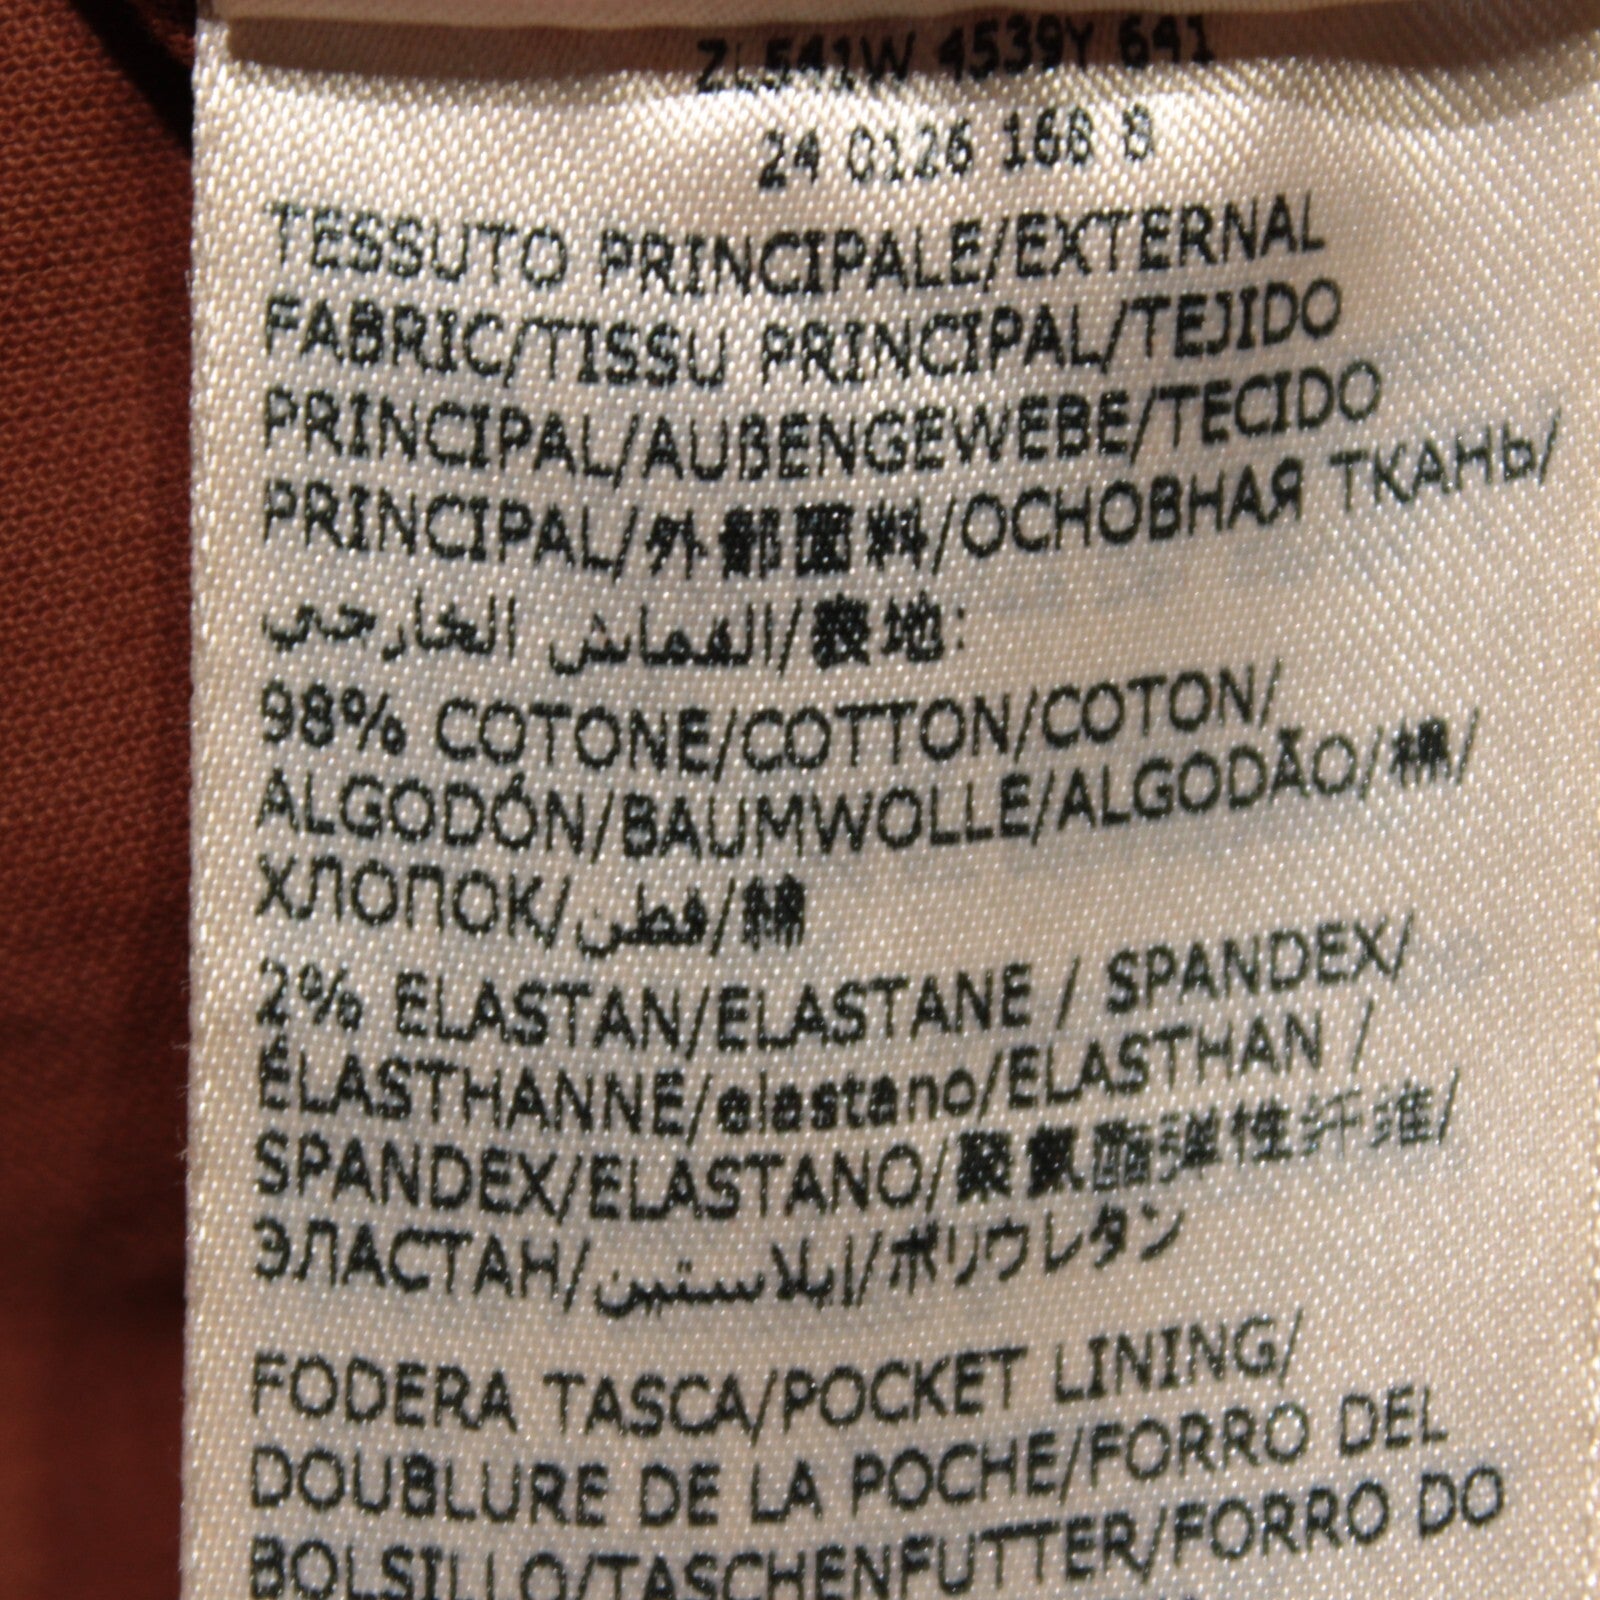 ZL541W 4539Y 641
24 0126 168 8
TESSUTO PRINCIPALE/EXTERNAL
FABRIC/TISSU PRINCIPAL/TEJIDO
PRINCIPAL/AUßENGEWEBE/TECIDO
PRINCIPAL/外部面料/ОСНОВНАЯ ТКАНЬ/
القماش الخارجي/表地:
98% COTONE/COTTON/COTON/
ALGODÓN/BAUMWOLLE/ALGODÃO/棉/
ХЛОПОК/قطن/綿
2% ELASTAN/ELASTANE / SPANDEX/
ÉLASTHANNE/elastano/ELASTHAN /
SPANDEX/ELASTANO/聚氨酯弹性纤维/
ЭЛАСТАН/إيلاستين/ポリウレタン
FODERA TASCA/POCKET LINING/
DOUBLURE DE LA POCHE/FORRO DEL
BOLSILLO/TASCHENFUTTER/FORRO DO